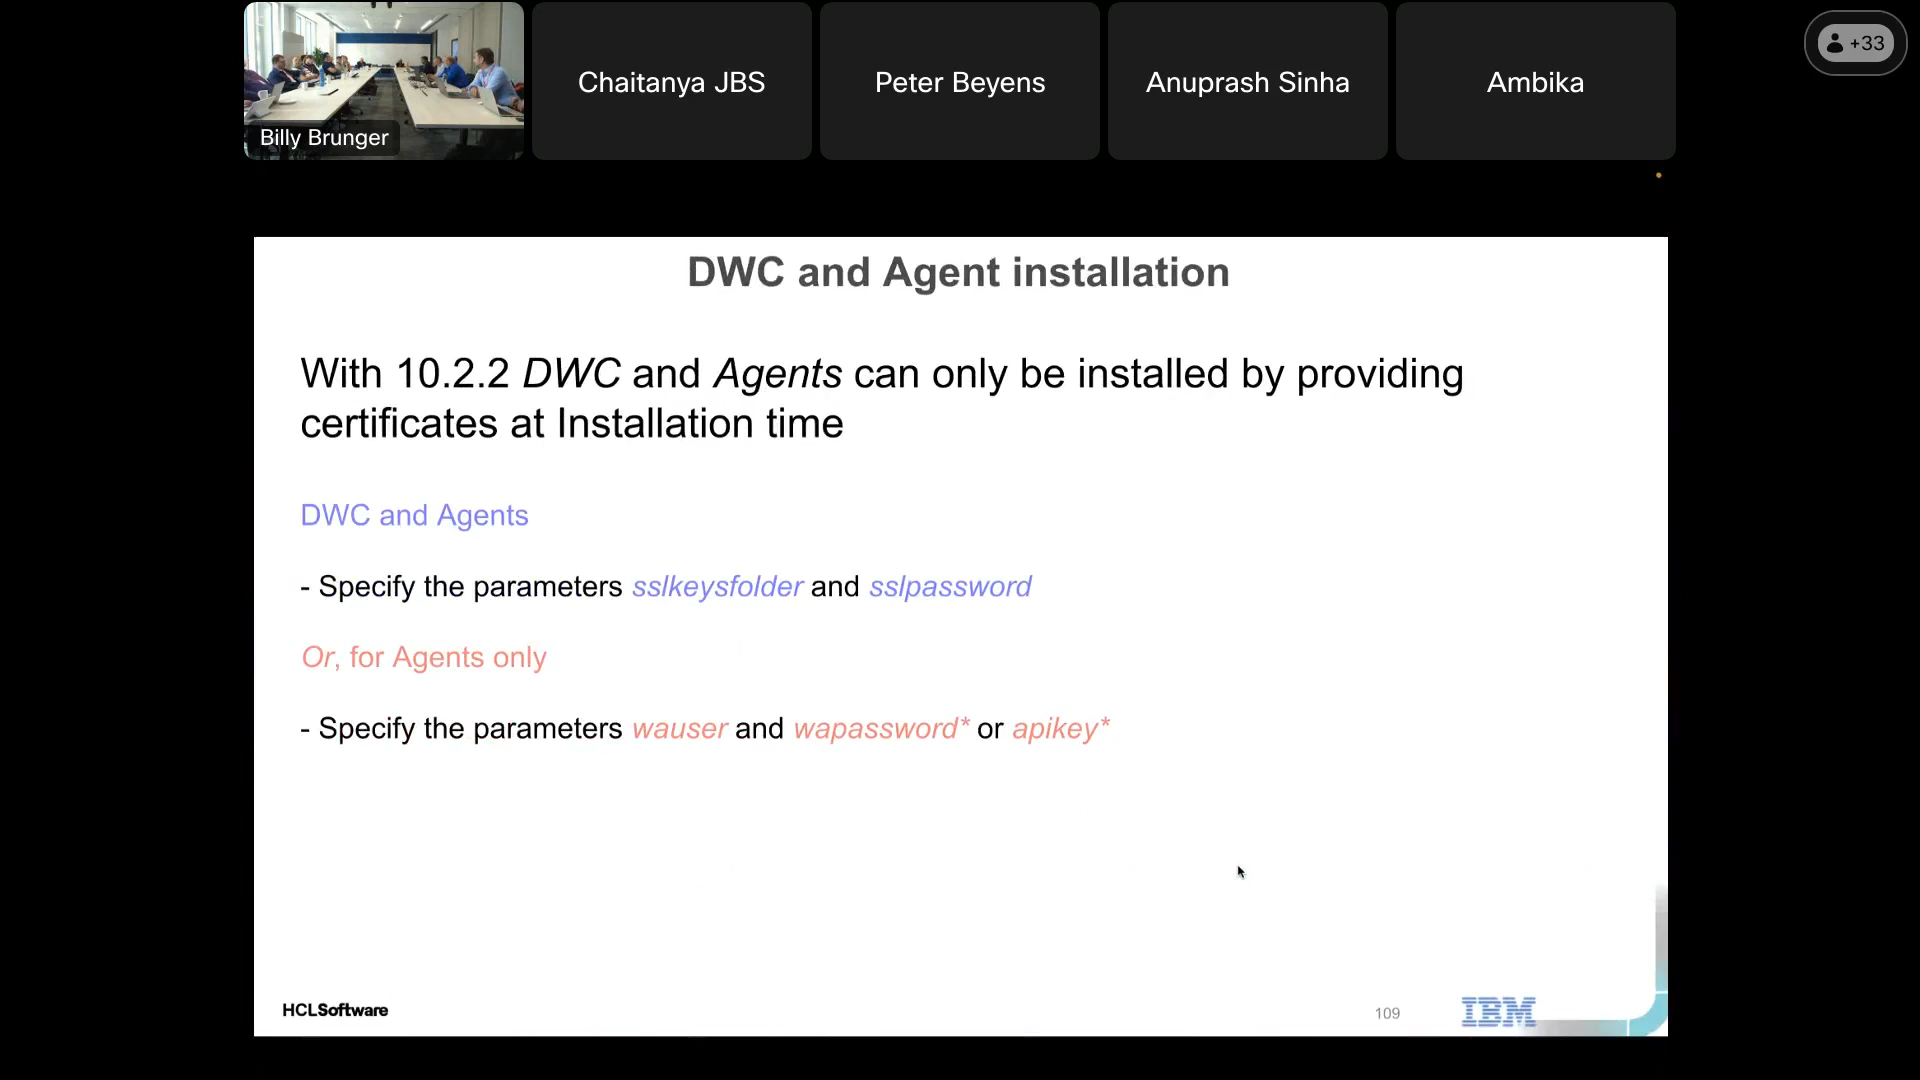 Billy Brunger
Chaitanya JBS
Peter Beyens
Anuprash Sinha
Ambika
+33
DWC and Agent installation
With 10.2.2 DWC and Agents can only be installed by providing
certificates at Installation time
DWC and Agents
- Specify the parameters sslkeysfolder and sslpassword
Or, for Agents only
- Specify the parameters wauser and wapassword* or apikey*
HCLSoftware
109
IBM